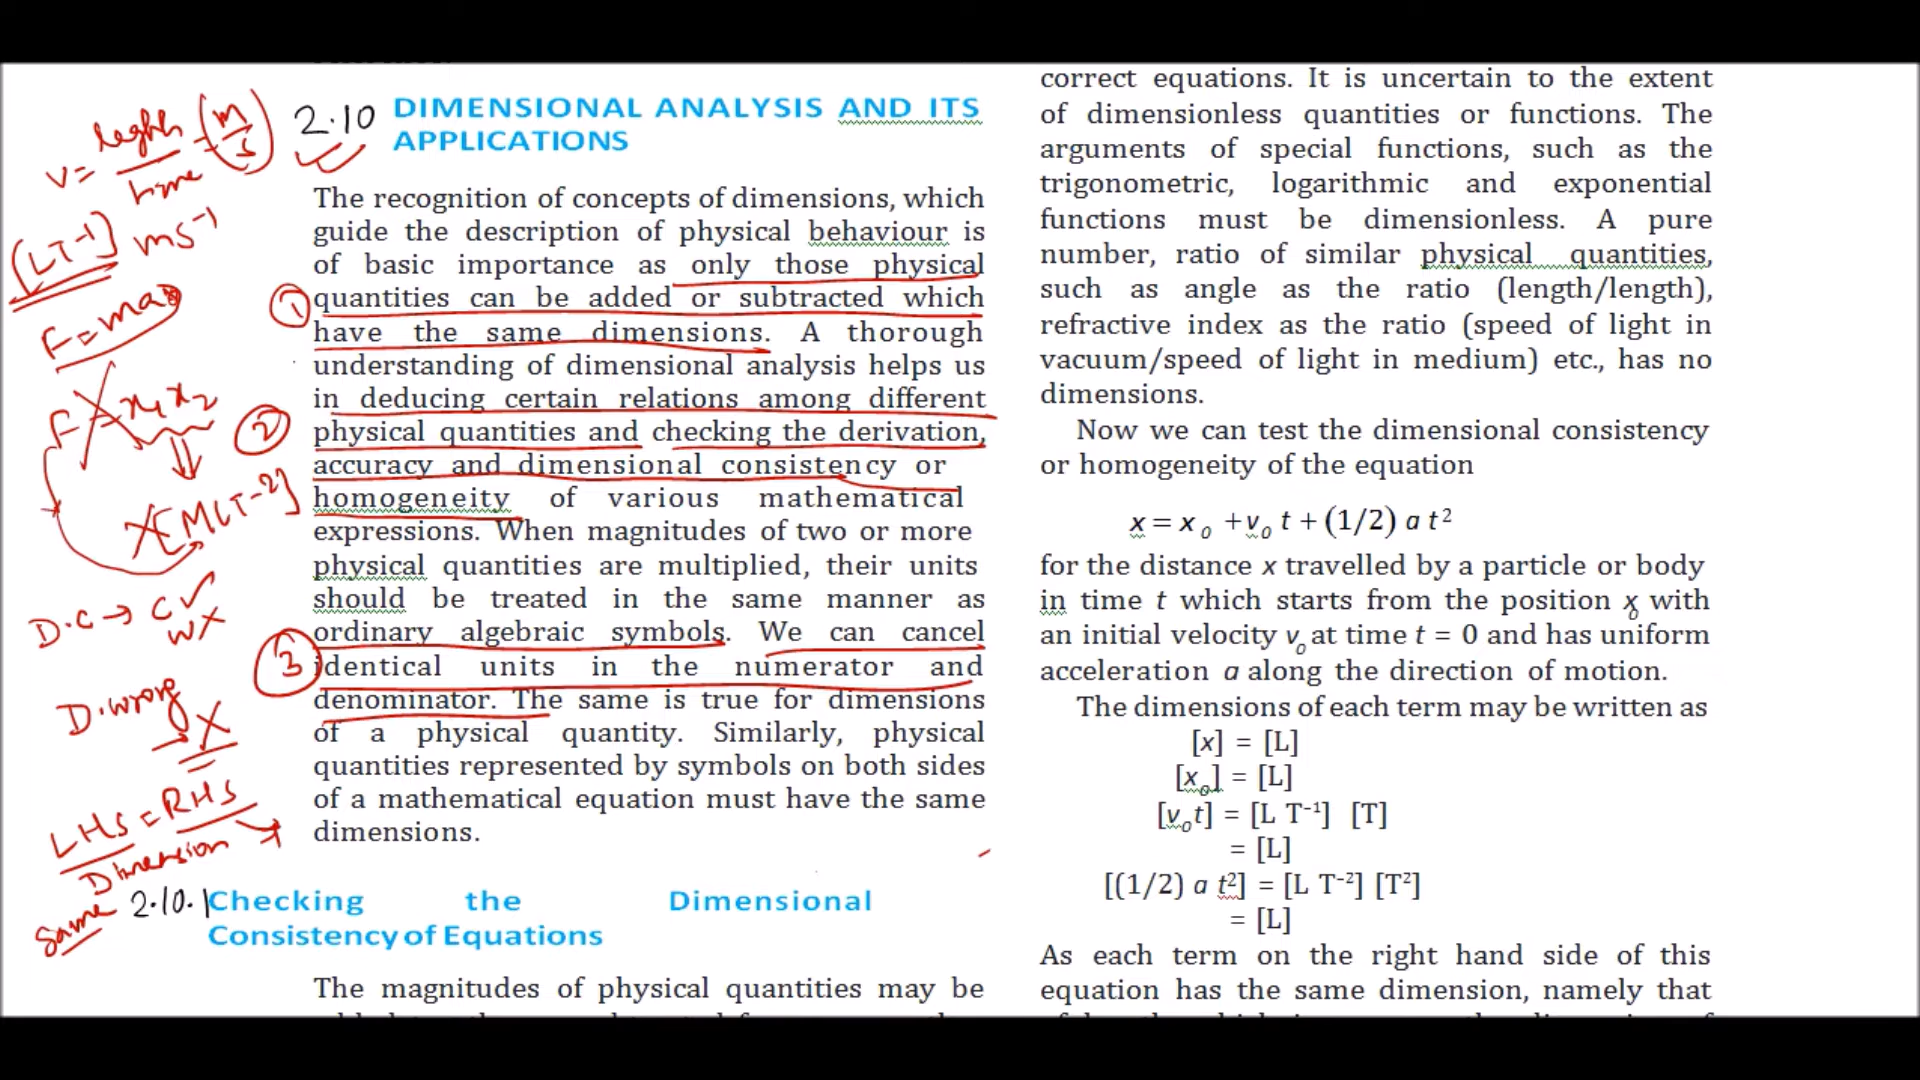 v = length / time = (m/s)
[LT-1] ms-1
F = ma
F x1 x2
X[MLT-2]
D.C → C ✓
W X
D. wrong
→ X
LHS = RHS
Dimension
Same
2.10 DIMENSIONAL ANALYSIS AND ITS
APPLICATIONS
The recognition of concepts of dimensions, which
guide the description of physical behaviour is
of basic importance as only those physical
① quantities can be added or subtracted which
have the same dimensions. A thorough
understanding of dimensional analysis helps us
in deducing certain relations among different
② physical quantities and checking the derivation,
accuracy and dimensional consistency or
homogeneity of various mathematical
expressions. When magnitudes of two or more
physical quantities are multiplied, their units
should be treated in the same manner as
ordinary algebraic symbols. We can cancel
③ identical units in the numerator and
denominator. The same is true for dimensions
of a physical quantity. Similarly, physical
quantities represented by symbols on both sides
of a mathematical equation must have the same
dimensions.
2.10.1 Checking the Dimensional
Consistency of Equations
The magnitudes of physical quantities may be
correct equations. It is uncertain to the extent
of dimensionless quantities or functions. The
arguments of special functions, such as the
trigonometric, logarithmic and exponential
functions must be dimensionless. A pure
number, ratio of similar physical quantities,
such as angle as the ratio (length/length),
refractive index as the ratio (speed of light in
vacuum/speed of light in medium) etc., has no
dimensions.
Now we can test the dimensional consistency
or homogeneity of the equation
x = x₀ + v₀ t + (1/2) a t²
for the distance x travelled by a particle or body
in time t which starts from the position x₀ with
an initial velocity v₀ at time t = 0 and has uniform
acceleration a along the direction of motion.
The dimensions of each term may be written as
[x] = [L]
[x₀] = [L]
[v₀t] = [L T⁻¹] [T]
= [L]
[(1/2) a t²] = [L T⁻²] [T²]
= [L]
As each term on the right hand side of this
equation has the same dimension, namely that